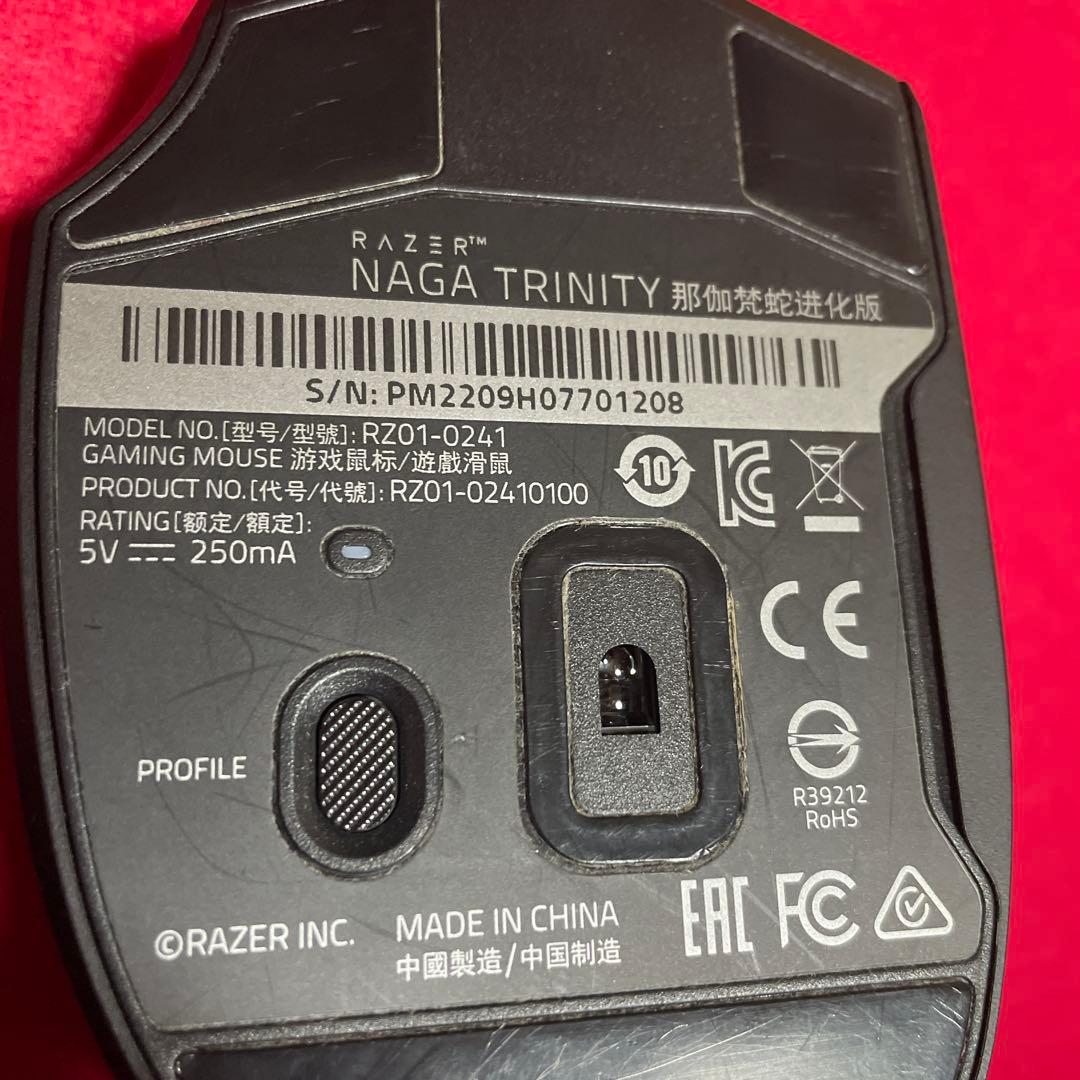 RAZER™
NAGA TRINITY 那伽梵蛇进化版
S/N: PM2209H07701208
MODEL NO.[型号/型號]: RZ01-0241
GAMING MOUSE 游戏鼠标/遊戲滑鼠
PRODUCT NO.[代号/代號]: RZ01-02410100
RATING[额定/額定]:
5V ⎓ 250mA
10
KC
CE
PROFILE
R39212
RoHS
EAC FC
©RAZER INC.
MADE IN CHINA
中國製造/中国制造